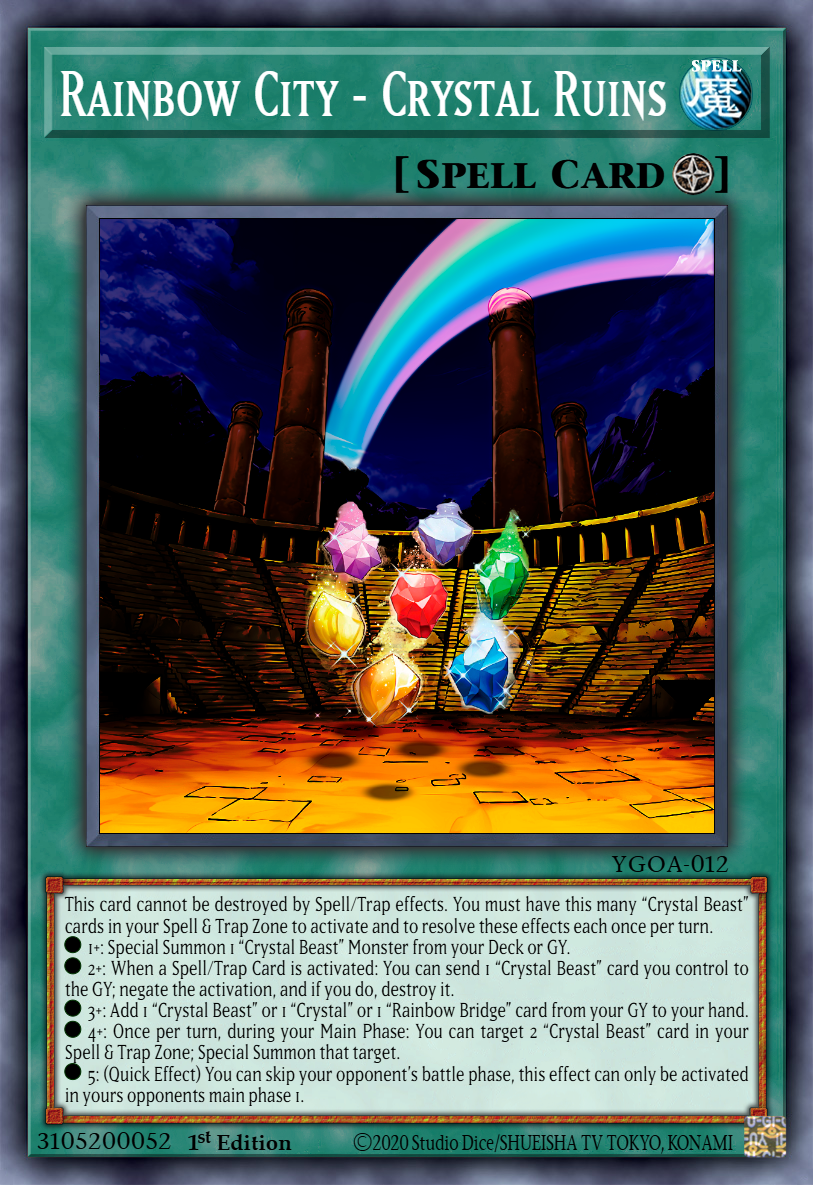 RAINBOW CITY - CRYSTAL RUINS
SPELL
魔
[SPELL CARD]
YGOA-012
This card cannot be destroyed by Spell/Trap effects. You must have this many “Crystal Beast”
cards in your Spell & Trap Zone to activate and to resolve these effects each once per turn.
● 1+: Special Summon 1 “Crystal Beast” Monster from your Deck or GY.
● 2+: When a Spell/Trap Card is activated: You can send 1 “Crystal Beast” card you control to
the GY; negate the activation, and if you do, destroy it.
● 3+: Add 1 “Crystal Beast” or 1 “Crystal” or 1 “Rainbow Bridge” card from your GY to your hand.
● 4+: Once per turn, during your Main Phase: You can target 2 “Crystal Beast” card in your
Spell & Trap Zone; Special Summon that target.
● 5: (Quick Effect) You can skip your opponent’s battle phase, this effect can only be activated
in yours opponents main phase 1.
3105200052 1st Edition ©2020 Studio Dice/SHUEISHA TV TOKYO, KONAMI